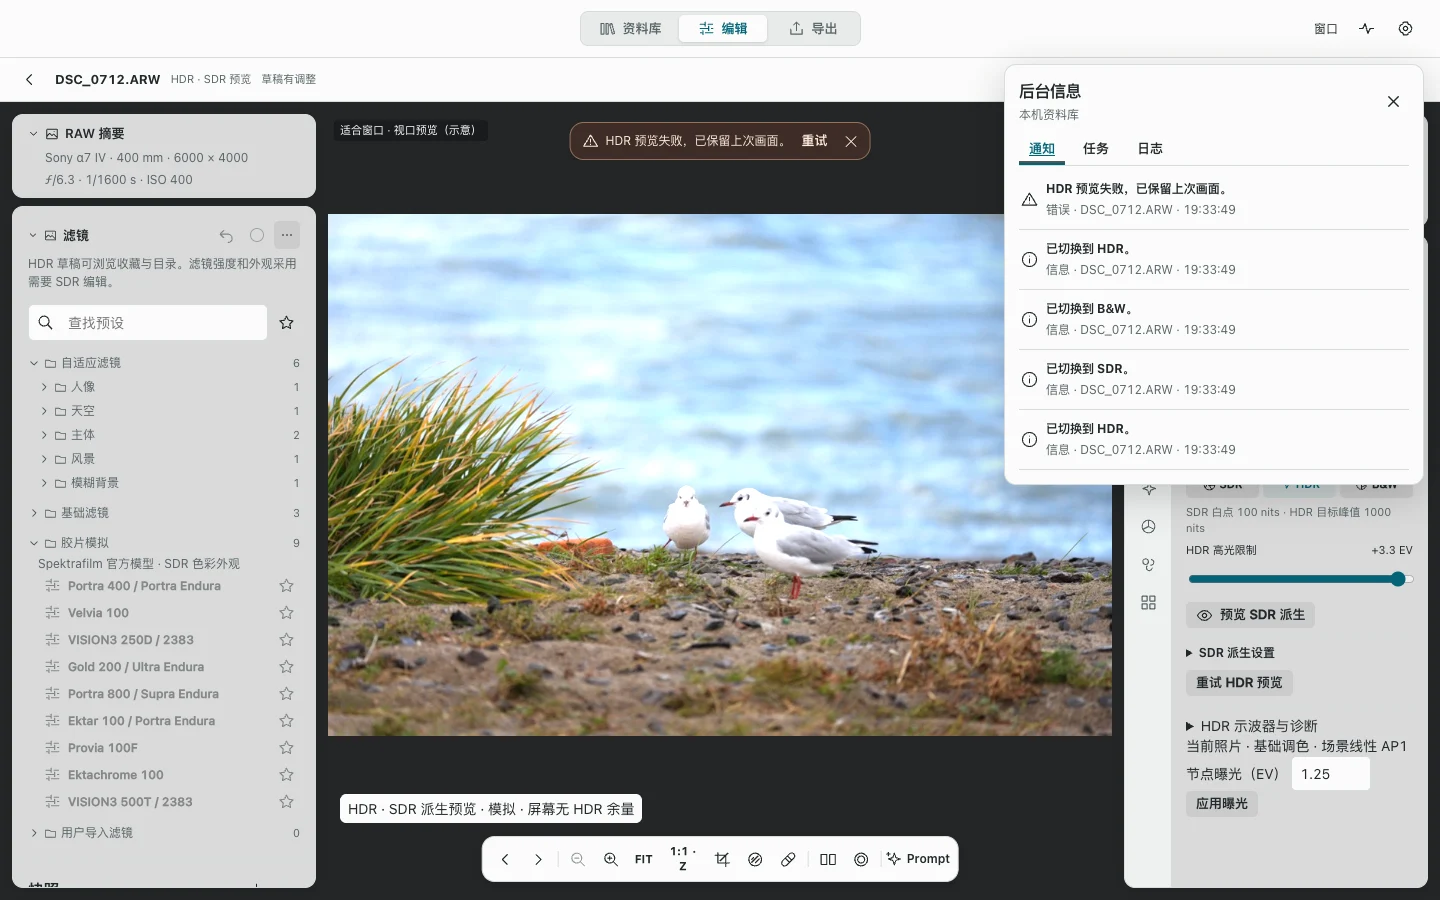 资料库
编辑
导出
窗口
DSC_0712.ARW HDR · SDR 预览 草稿有调整
RAW 摘要
Sony α7 IV · 400 mm · 6000 × 4000
ƒ/6.3 · 1/1600 s · ISO 400
滤镜
HDR 草稿可浏览收藏与目录。滤镜强度和外观采用
需要 SDR 编辑。
查找预设
自适应滤镜 6
人像 1
天空 1
主体 2
风景 1
模糊背景 1
基础滤镜 3
胶片模拟 9
Spektrafilm 官方模型 · SDR 色彩外观
Portra 400 / Portra Endura
Velvia 100
VISION3 250D / 2383
Gold 200 / Ultra Endura
Portra 800 / Supra Endura
Ektar 100 / Portra Endura
Provia 100F
Ektachrome 100
VISION3 500T / 2383
用户导入滤镜 0
适合窗口 · 视口预览（示意）
HDR 预览失败，已保留上次画面。 重试
HDR · SDR 派生预览 · 模拟 · 屏幕无 HDR 余量
FIT
1:1 ·
Z
Prompt
后台信息
本机资料库
通知
任务
日志
HDR 预览失败，已保留上次画面。
错误 · DSC_0712.ARW · 19:33:49
已切换到 HDR。
信息 · DSC_0712.ARW · 19:33:49
已切换到 B&W。
信息 · DSC_0712.ARW · 19:33:49
已切换到 SDR。
信息 · DSC_0712.ARW · 19:33:49
已切换到 HDR。
信息 · DSC_0712.ARW · 19:33:49
SDR
HDR
B&W
SDR 白点 100 nits · HDR 目标峰值 1000
nits
HDR 高光限制 +3.3 EV
预览 SDR 派生
SDR 派生设置
重试 HDR 预览
HDR 示波器与诊断
当前照片 · 基础调色 · 场景线性 AP1
节点曝光（EV） 1.25
应用曝光